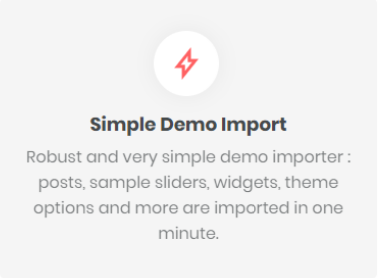 Simple Demo Import
Robust and very simple demo importer :
posts, sample sliders, widgets, theme
options and more are imported in one
minute.